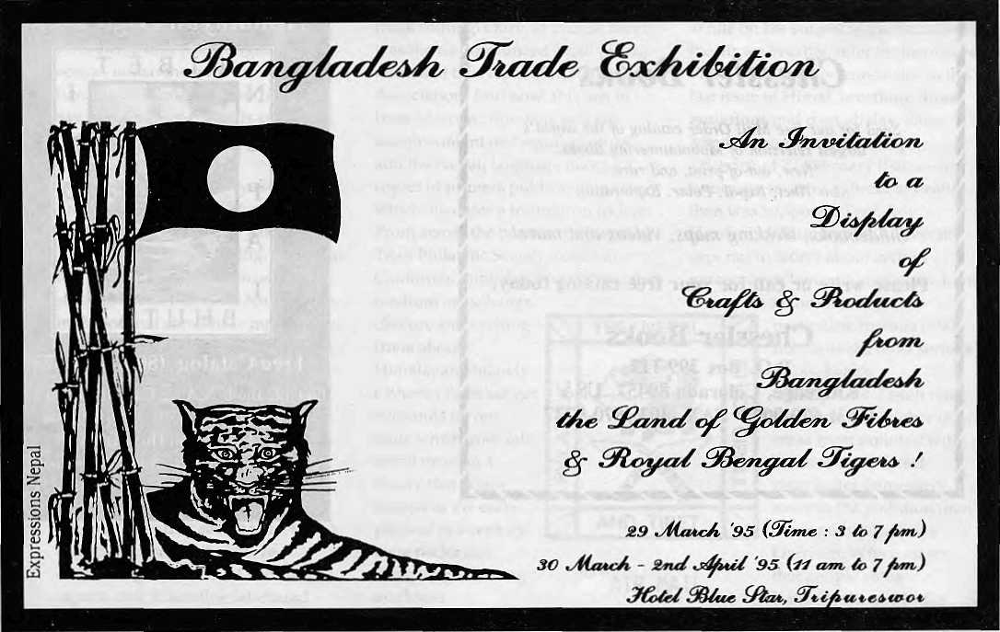 Bangladesh Trade Exhibition
An Invitation
to a
Display
of
Crafts & Products
from
Bangladesh
the Land of Golden Fibres
& Royal Bengal Tigers !
29 March '95 (Time : 3 to 7 pm)
30 March - 2nd April '95 (11 am to 7 pm)
Hotel Blue Star, Tripureswor
Expressions Nepal